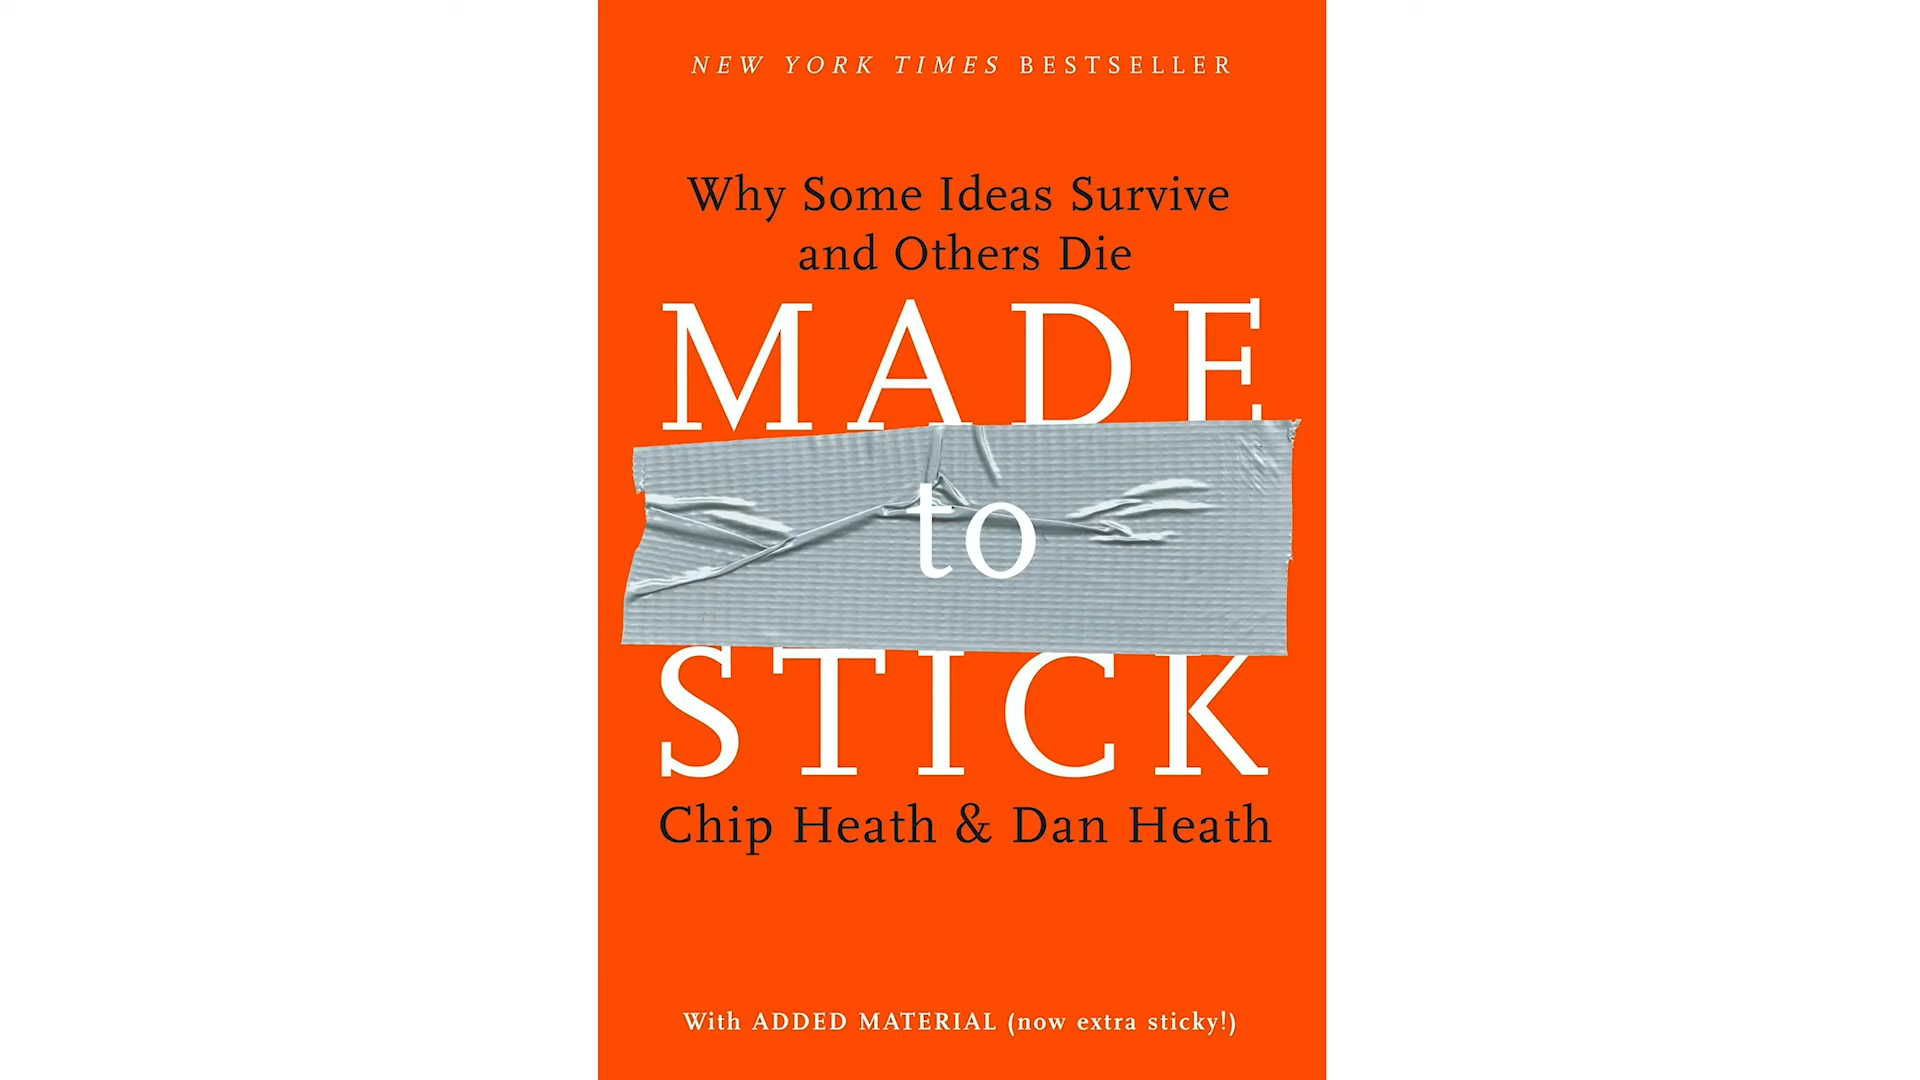 NEW YORK TIMES BESTSELLER
Why Some Ideas Survive
and Others Die
MADE
to
STICK
Chip Heath & Dan Heath
With ADDED MATERIAL (now extra sticky!)